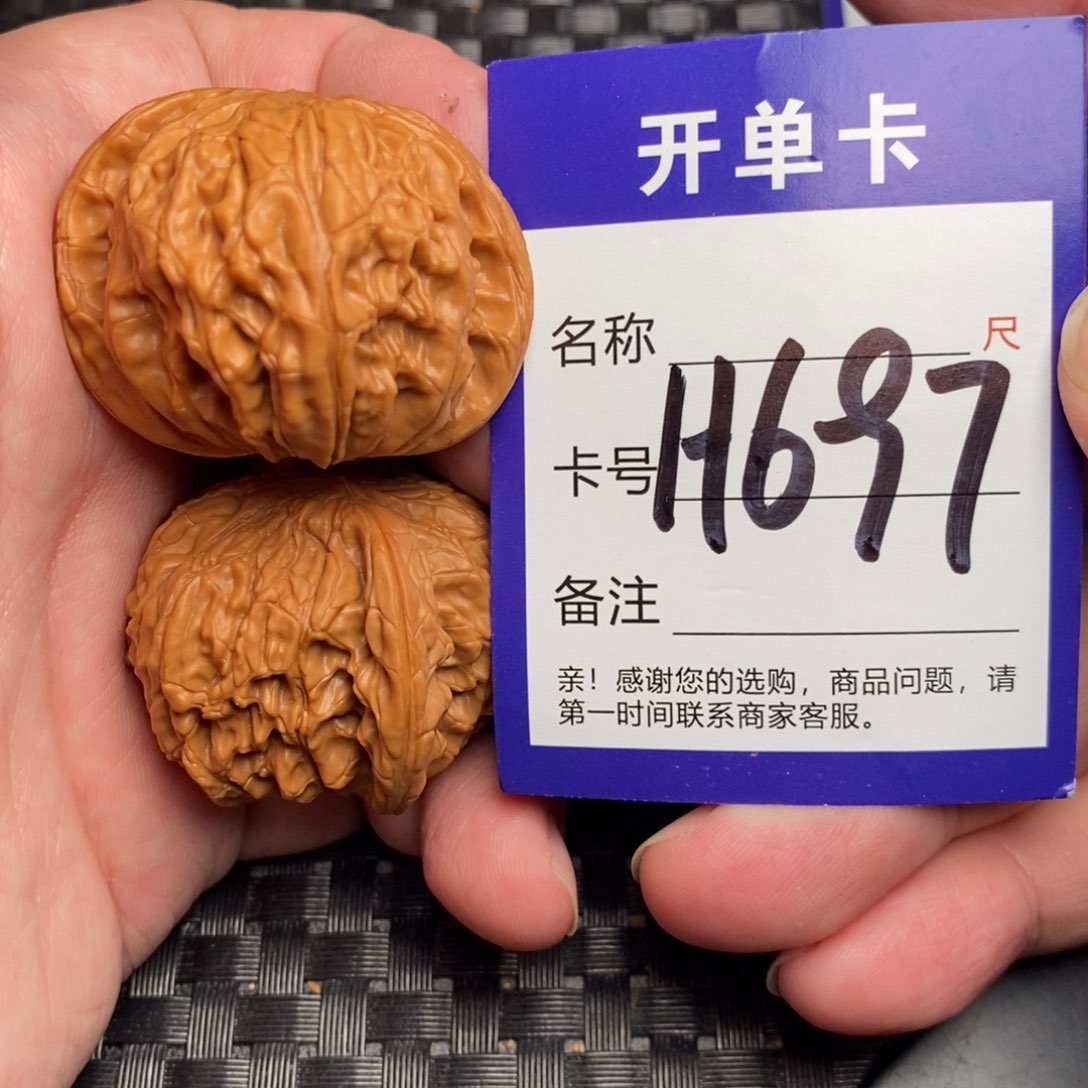 开单卡
名称 尺
卡号 H697
备注
亲！感谢您的选购，商品问题，请
第一时间联系商家客服。